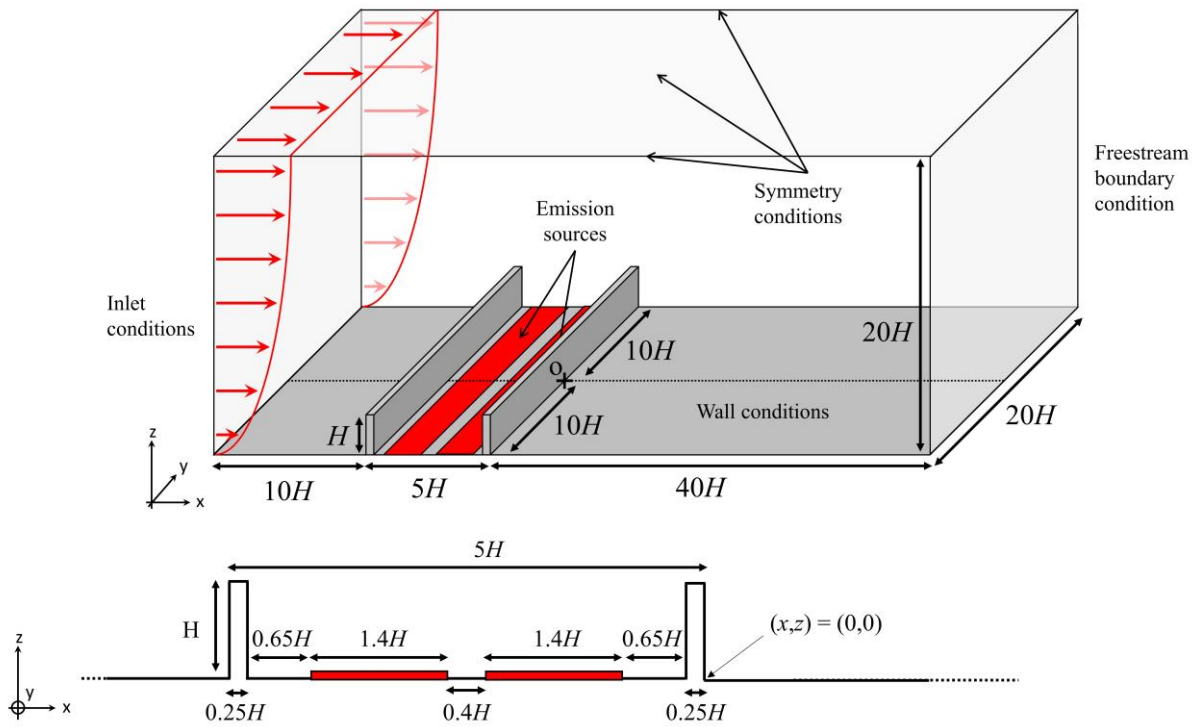 Freestream
boundary
condition
Symmetry
conditions
Emission
sources
Inlet
conditions
20H
10H
O
Wall conditions
10H
20H
H
z
y
x
10H
5H
40H
5H
H
0.65H
1.4H
1.4H
0.65H
(x,z) = (0,0)
z
y
x
0.25H
0.4H
0.25H